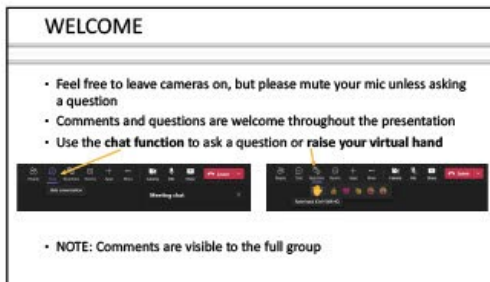 WELCOME
• Feel free to leave cameras on, but please mute your mic unless asking
a question
• Comments and questions are welcome throughout the presentation
• Use the chat function to ask a question or raise your virtual hand
Leave
Leave
Meeting chat
• NOTE: Comments are visible to the full group